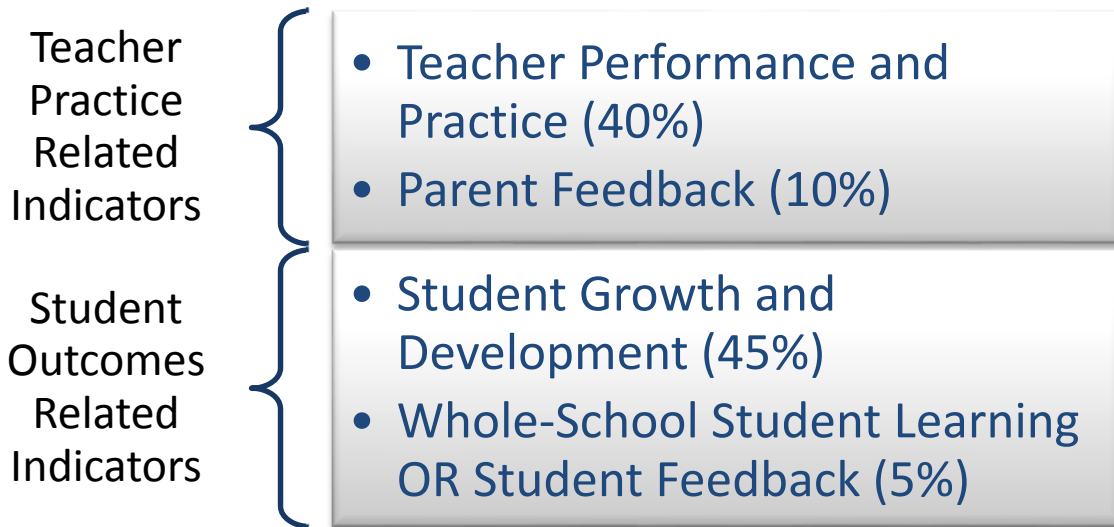 Teacher
Practice
Related
Indicators
• Teacher Performance and
Practice (40%)
• Parent Feedback (10%)
Student
Outcomes
Related
Indicators
• Student Growth and
Development (45%)
• Whole-School Student Learning
OR Student Feedback (5%)